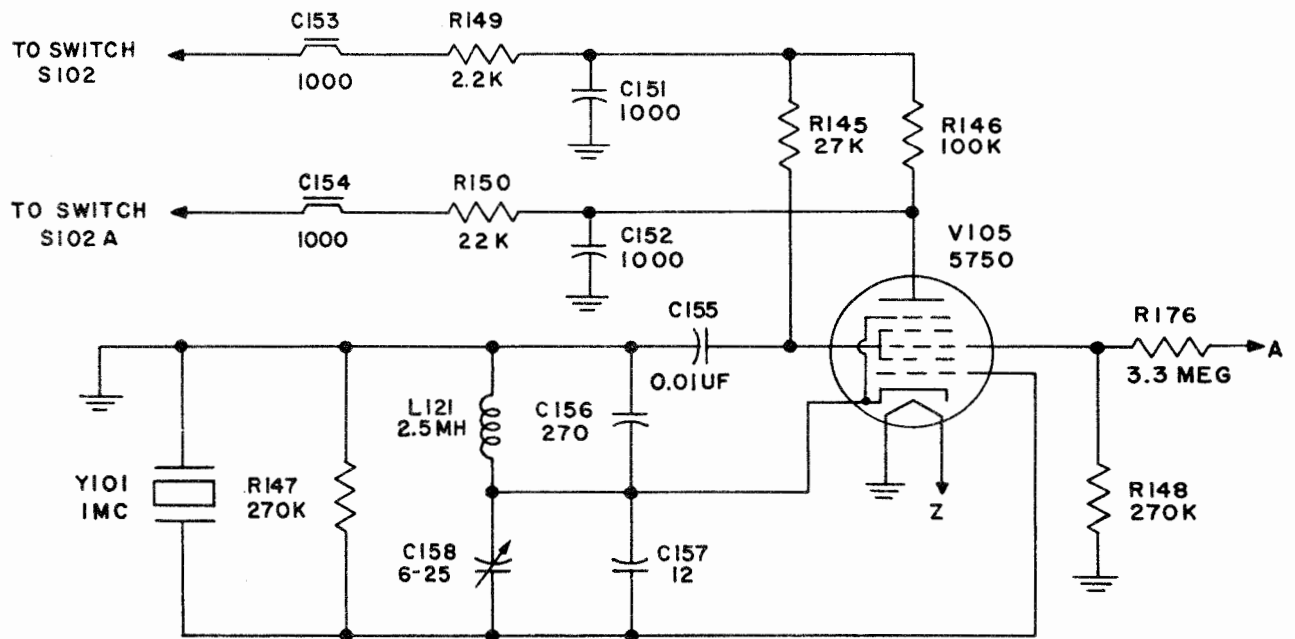 C153
R149
TO SWITCH
S102
1000
2.2K
C151
1000
R145
27K
R146
100K
C154
R150
TO SWITCH
S102A
1000
22K
C152
1000
V105
5750
C155
0.01UF
R176
3.3 MEG
A
L121
2.5MH
C156
270
Y101
1MC
R147
270K
Z
R148
270K
C158
6-25
C157
12